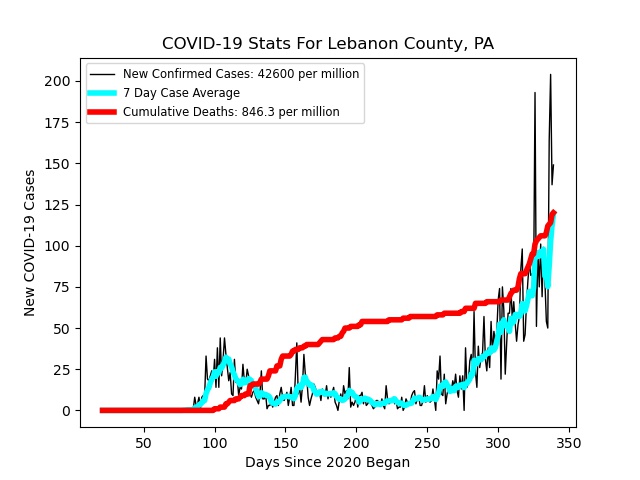 COVID-19 Stats For Lebanon County, PA
New Confirmed Cases: 42600 per million
7 Day Case Average
Cumulative Deaths: 846.3 per million
New COVID-19 Cases
200
175
150
125
100
75
50
25
0
50 100 150 200 250 300 350
Days Since 2020 Began